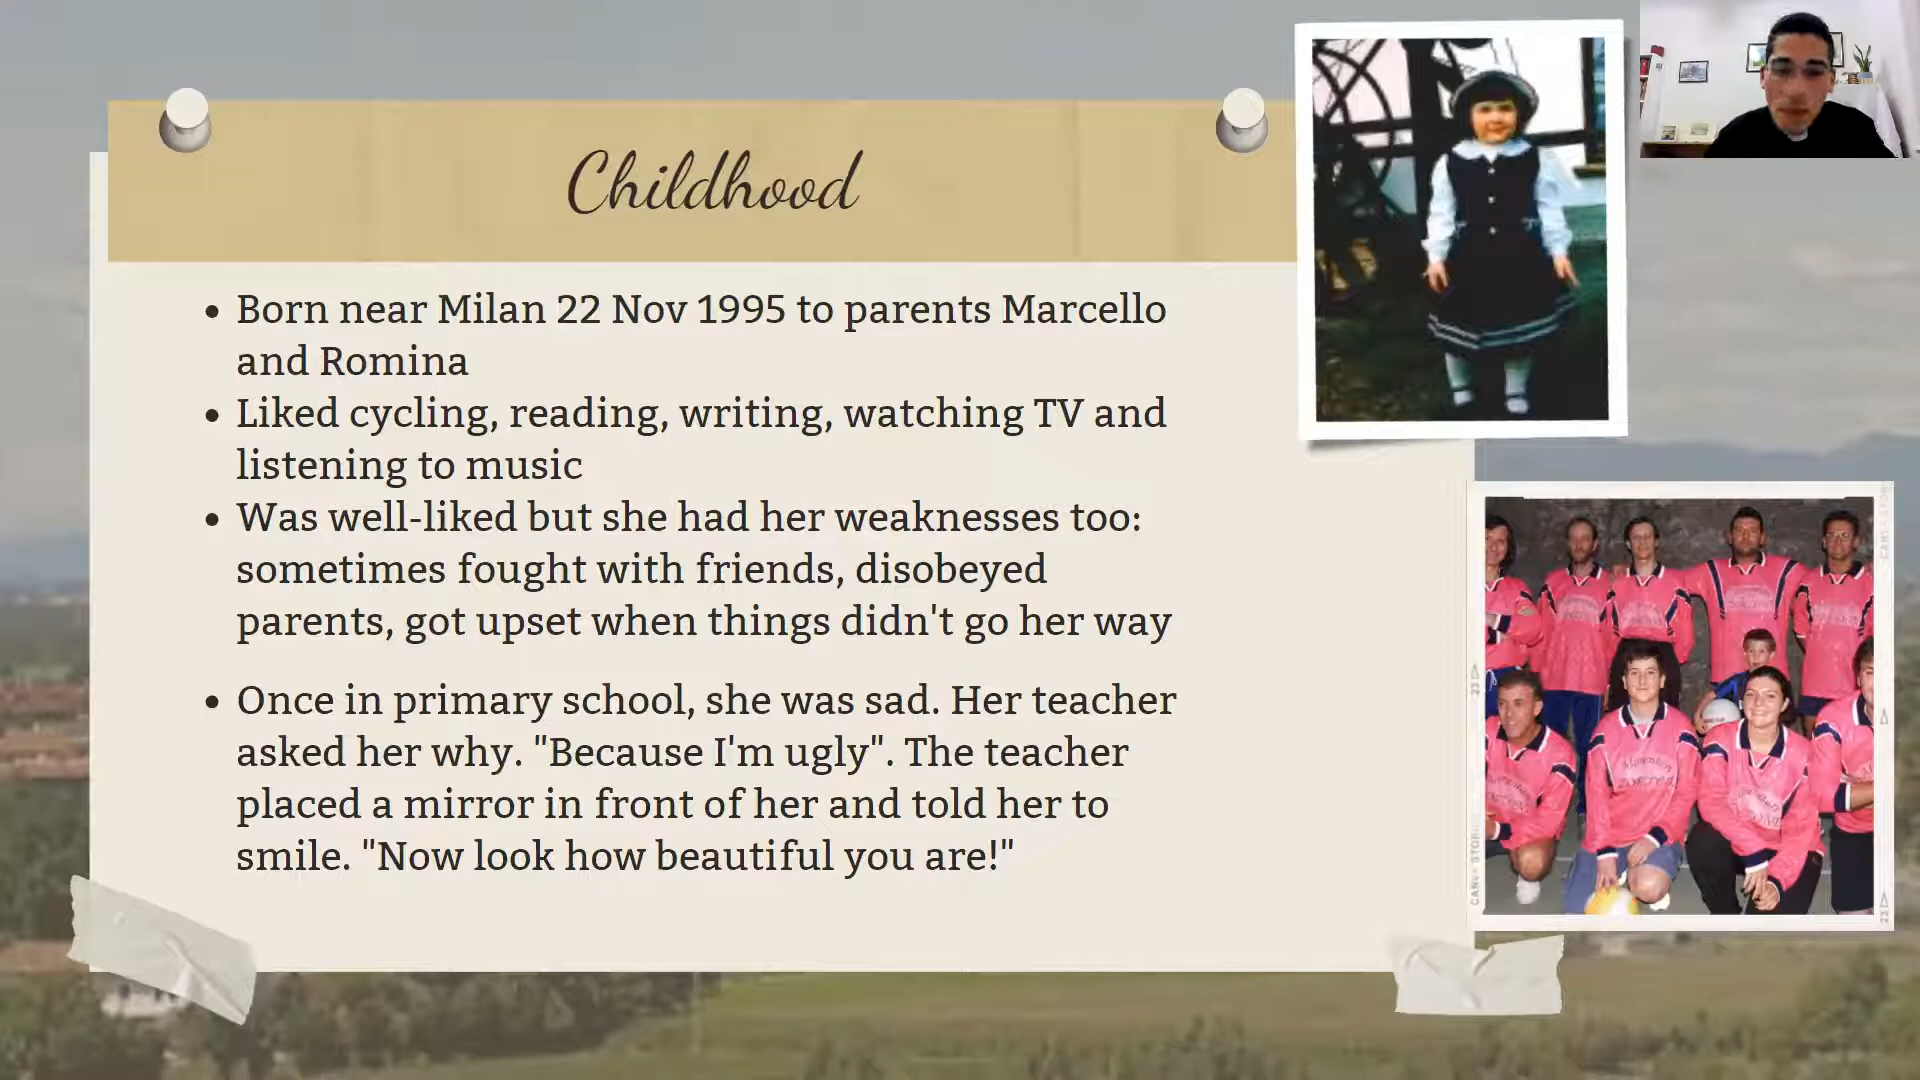 Childhood
• Born near Milan 22 Nov 1995 to parents Marcello
and Romina
• Liked cycling, reading, writing, watching TV and
listening to music
• Was well-liked but she had her weaknesses too:
sometimes fought with friends, disobeyed
parents, got upset when things didn't go her way
• Once in primary school, she was sad. Her teacher
asked her why. "Because I'm ugly". The teacher
placed a mirror in front of her and told her to
smile. "Now look how beautiful you are!"
23
23